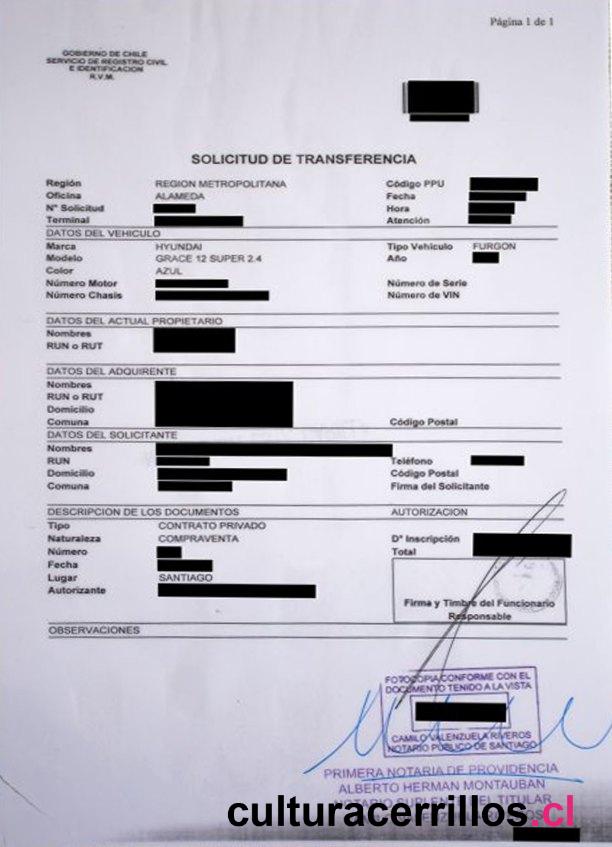 Página 1 de 1
GOBIERNO DE CHILE
SERVICIO DE REGISTRO CIVIL
E IDENTIFICACION
R.V.M.
SOLICITUD DE TRANSFERENCIA
Región REGION METROPOLITANA Código PPU
Oficina ALAMEDA Fecha
N° Solicitud Hora
Terminal Atención
DATOS DEL VEHICULO
Marca HYUNDAI Tipo Vehiculo FURGON
Modelo GRACE 12 SUPER 2.4 Año
Color AZUL
Número Motor Número de Serie
Número Chasis Número de VIN
DATOS DEL ACTUAL PROPIETARIO
Nombres
RUN o RUT
DATOS DEL ADQUIRENTE
Nombres
RUN o RUT
Domicilio
Comuna Código Postal
DATOS DEL SOLICITANTE
Nombres
RUN Teléfono
Domicilio Código Postal
Comuna Firma del Solicitante
DESCRIPCION DE LOS DOCUMENTOS AUTORIZACION
Tipo CONTRATO PRIVADO
Naturaleza COMPRAVENTA D° Inscripción
Número Total
Fecha
Lugar SANTIAGO
Autorizante
Firma y Timbre del Funcionario
Responsable
OBSERVACIONES
FOTOCOPIA CONFORME CON EL
DOCUMENTO TENIDO A LA VISTA
CAMILO VALENZUELA RIVEROS
NOTARIO PÚBLICO DE SANTIAGO
PRIMERA NOTARIA DE PROVIDENCIA
ALBERTO HERMAN MONTAUBAN
NOTARIO SUPLENTE DEL TITULAR
culturacerrillos.cl